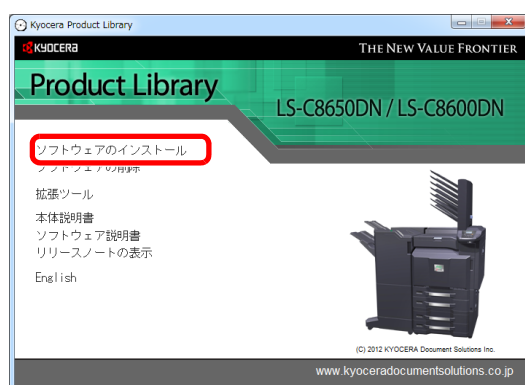 Kyocera Product Library
KYOCERA
THE NEW VALUE FRONTIER
Product Library
LS-C8650DN / LS-C8600DN
ソフトウェアのインストール
ソフトウェアの削除
拡張ツール
本体説明書
ソフトウェア説明書
リリースノートの表示
English
(C) 2012 KYOCERA Document Solutions Inc.
www.kyoceradocumentsolutions.co.jp